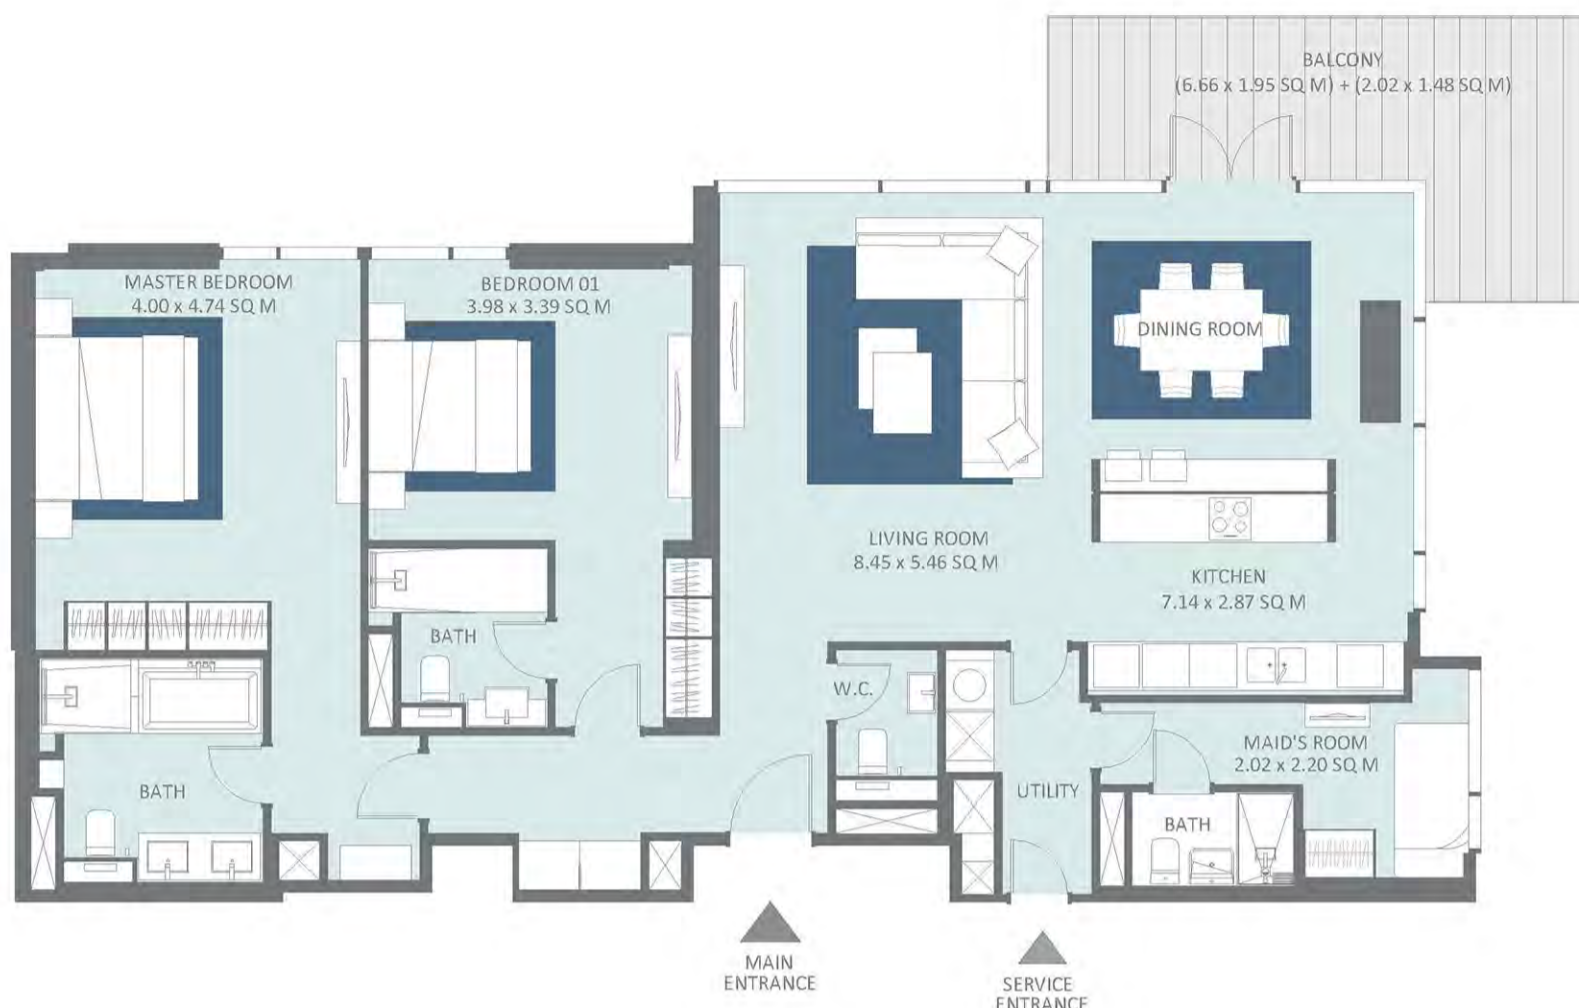 BALCONY
(6.66 x 1.95 SQ M) + (2.02 x 1.48 SQ M)
MASTER BEDROOM
4.00 x 4.74 SQ M
BEDROOM 01
3.98 x 3.39 SQ M
DINING ROOM
LIVING ROOM
8.45 x 5.46 SQ M
KITCHEN
7.14 x 2.87 SQ M
BATH
W.C.
MAID'S ROOM
2.02 x 2.20 SQ M
BATH
UTILITY
BATH
MAIN
ENTRANCE
SERVICE
ENTRANCE